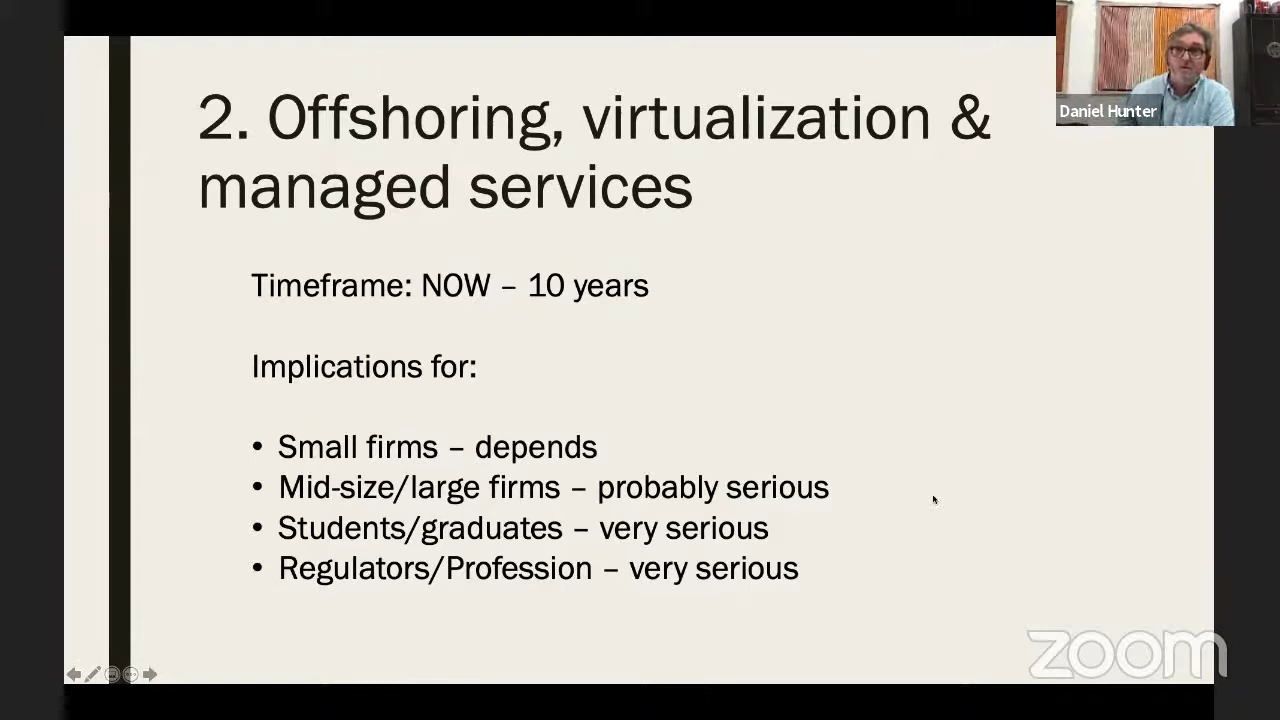 2. Offshoring, virtualization &
managed services
Daniel Hunter
Timeframe: NOW – 10 years
Implications for:
• Small firms – depends
• Mid-size/large firms – probably serious
• Students/graduates – very serious
• Regulators/Profession – very serious
zoom